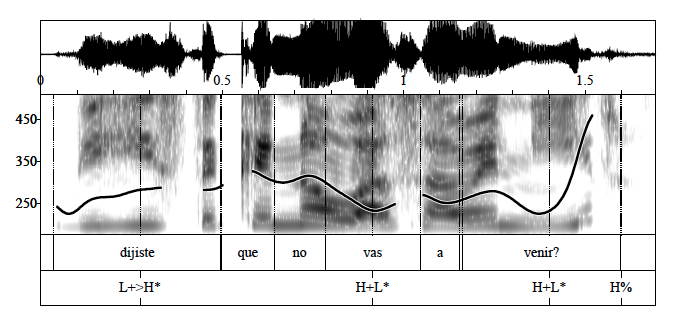 0 0.5 1 1.5
450
350
250
dijiste que no vas a venir?
L+>H* H+L* H+L* H%